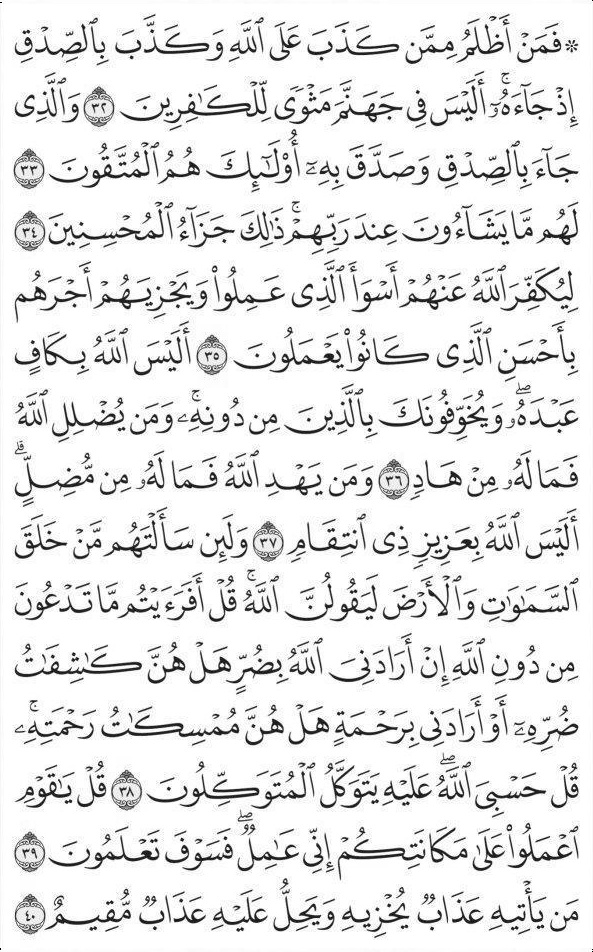 ۞ فَمَنْ أَظْلَمُ مِمَّن كَذَبَ عَلَى ٱللَّهِ وَكَذَّبَ بِٱلصِّدْقِ
إِذْ جَآءَهُۥٓۚ أَلَيْسَ فِى جَهَنَّمَ مَثْوًى لِّلْكَٰفِرِينَ ٣٢ وَٱلَّذِى
جَآءَ بِٱلصِّدْقِ وَصَدَّقَ بِهِۦٓ أُو۟لَٰٓئِكَ هُمُ ٱلْمُتَّقُونَ ٣٣
لَهُم مَّا يَشَآءُونَ عِندَ رَبِّهِمْۚ ذَٰلِكَ جَزَآءُ ٱلْمُحْسِنِينَ ٣٤
لِيُكَفِّرَ ٱللَّهُ عَنْهُمْ أَسْوَأَ ٱلَّذِى عَمِلُوا۟ وَيَجْزِيَهُمْ أَجْرَهُم
بِأَحْسَنِ ٱلَّذِى كَانُوا۟ يَعْمَلُونَ ٣٥ أَلَيْسَ ٱللَّهُ بِكَافٍ
عَبْدَهُۥۖ وَيُخَوِّفُونَكَ بِٱلَّذِينَ مِن دُونِهِۦۚ وَمَن يُضْلِلِ ٱللَّهُ
فَمَا لَهُۥ مِنْ هَادٍ ٣٦ وَمَن يَهْدِ ٱللَّهُ فَمَا لَهُۥ مِن مُّضِلٍّۗ
أَلَيْسَ ٱللَّهُ بِعَزِيزٍ ذِى ٱنتِقَامٍ ٣٧ وَلَئِن سَأَلْتَهُم مَّنْ خَلَقَ
ٱلسَّمَٰوَٰتِ وَٱلْأَرْضَ لَيَقُولُنَّ ٱللَّهُۚ قُلْ أَفَرَءَيْتُم مَّا تَدْعُونَ
مِن دُونِ ٱللَّهِ إِنْ أَرَادَنِىَ ٱللَّهُ بِضُرٍّ هَلْ هُنَّ كَٰشِفَٰتُ
ضُرِّهِۦٓ أَوْ أَرَادَنِى بِرَحْمَةٍ هَلْ هُنَّ مُمْسِكَٰتُ رَحْمَتِهِۦۚ
قُلْ حَسْبِىَ ٱللَّهُۖ عَلَيْهِ يَتَوَكَّلُ ٱلْمُتَوَكِّلُونَ ٣٨ قُلْ يَٰقَوْمِ
ٱعْمَلُوا۟ عَلَىٰ مَكَانَتِكُمْ إِنِّى عَٰمِلٌۖ فَسَوْفَ تَعْلَمُونَ ٣٩
مَن يَأْتِيهِ عَذَابٌ يُخْزِيهِ وَيَحِلُّ عَلَيْهِ عَذَابٌ مُّقِيمٌ ٤٠